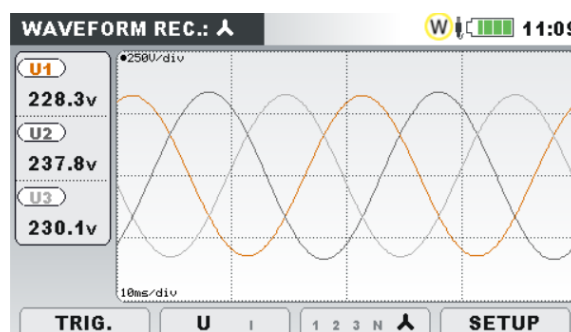 WAVEFORM REC.: W 11:09
250V/div
U1
228.3v
U2
237.8v
U3
230.1v
10ms/div
TRIG. U I 1 2 3 N SETUP